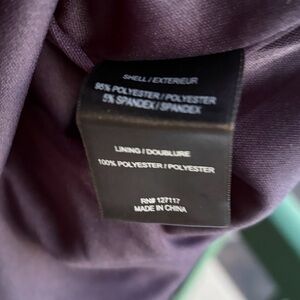 SHELL / EXTERIEUR
95% POLYESTER / POLYESTER
5% SPANDEX / SPANDEX
LINING / DOUBLURE
100% POLYESTER / POLYESTER
RN# 127117
MADE IN CHINA